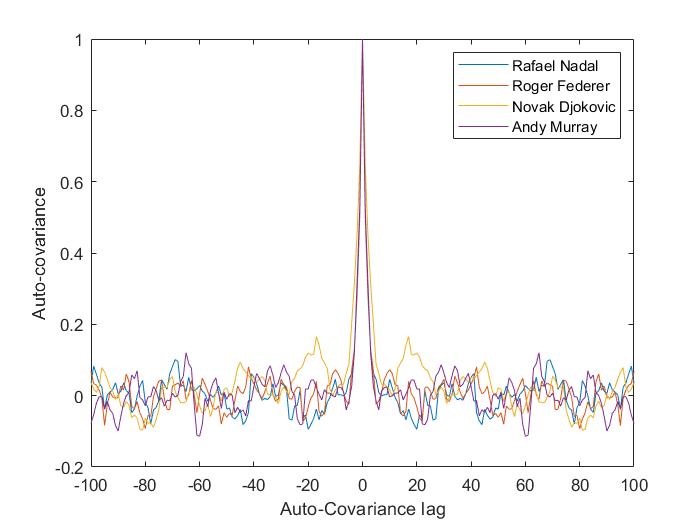 1
0.8
0.6
0.4
0.2
0
-0.2
Auto-covariance
Rafael Nadal
Roger Federer
Novak Djokovic
Andy Murray
-100 -80 -60 -40 -20 0 20 40 60 80 100
Auto-Covariance lag